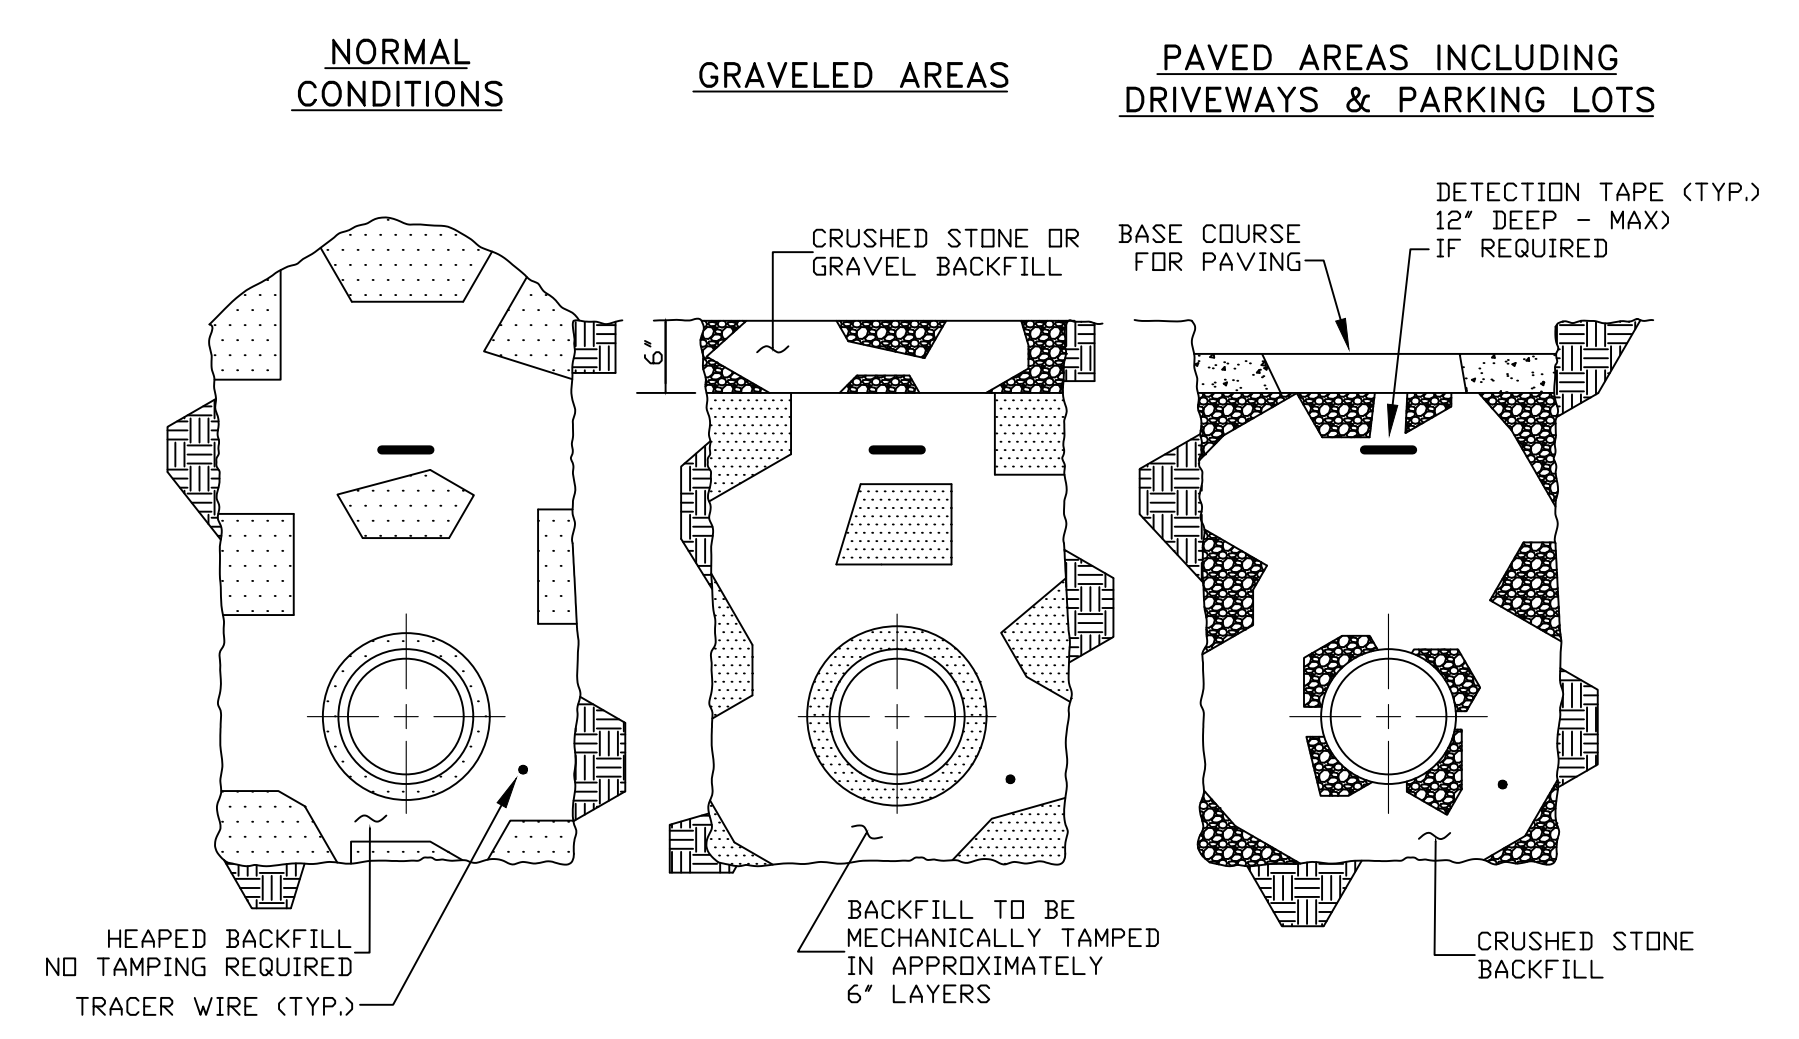 NORMAL
CONDITIONS
GRAVELED AREAS
PAVED AREAS INCLUDING
DRIVEWAYS & PARKING LOTS
CRUSHED STONE OR
GRAVEL BACKFILL
6"
BASE COURSE
FOR PAVING
DETECTION TAPE (TYP.)
12" DEEP - MAX)
IF REQUIRED
HEAPED BACKFILL
NO TAMPING REQUIRED
TRACER WIRE (TYP.)
BACKFILL TO BE
MECHANICALLY TAMPED
IN APPROXIMATELY
6" LAYERS
CRUSHED STONE
BACKFILL